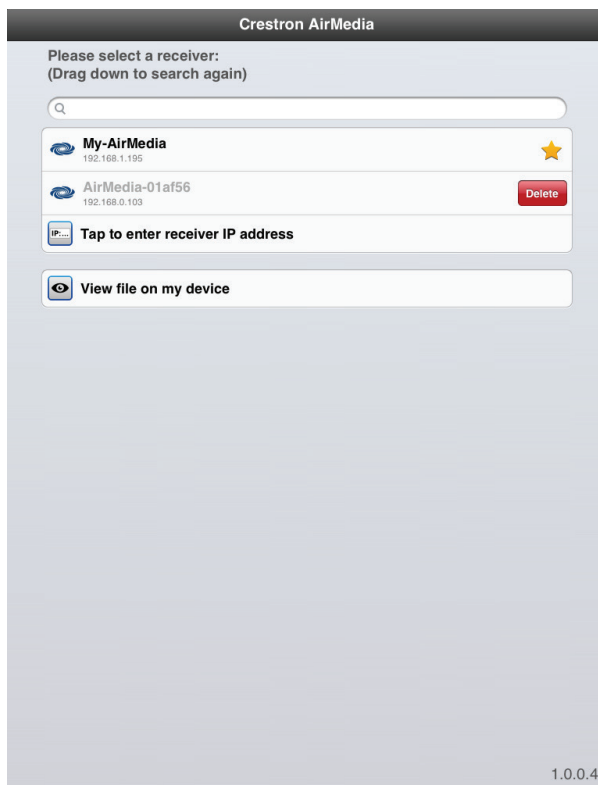 Crestron AirMedia
Please select a receiver:
(Drag down to search again)
My-AirMedia
192.168.1.195
AirMedia-01af56
192.168.0.103
Delete
IP:...
Tap to enter receiver IP address
View file on my device
1.0.0.4